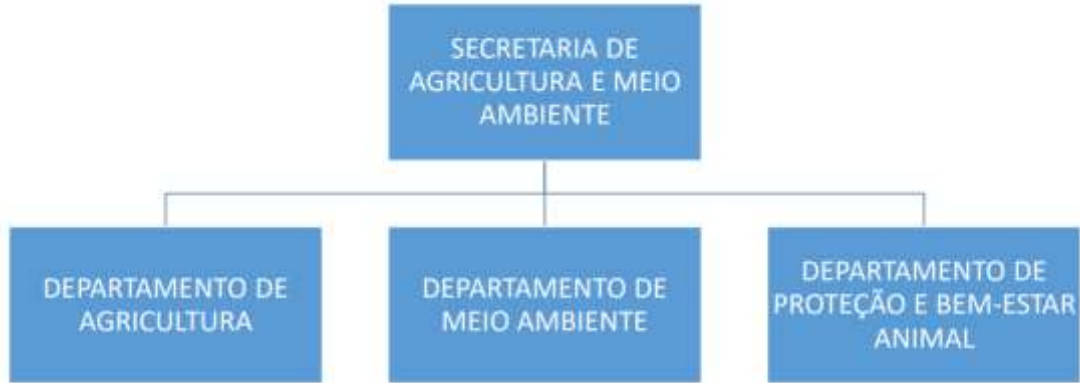 SECRETARIA DE
AGRICULTURA E MEIO
AMBIENTE
DEPARTAMENTO DE
AGRICULTURA
DEPARTAMENTO DE
MEIO AMBIENTE
DEPARTAMENTO DE
PROTEÇÃO E BEM-ESTAR
ANIMAL